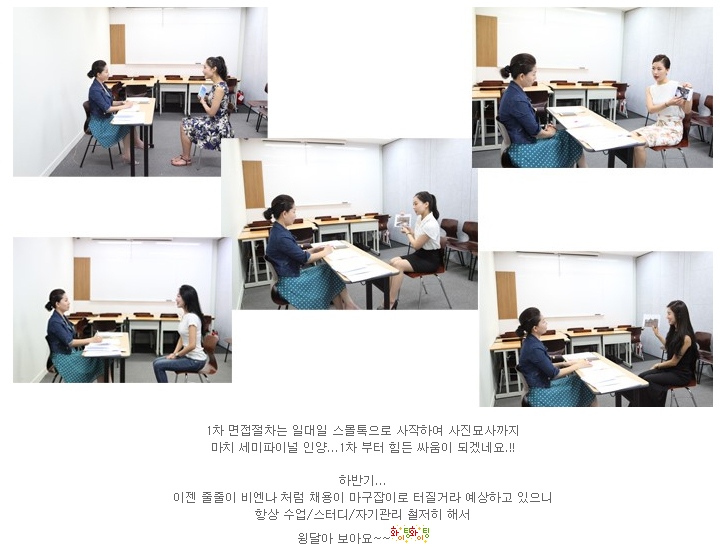 1차 면접절차는 일대일 스몰톡으로 시작하여 사진묘사까지
마치 세미파이널 인양...1차 부터 힘든 싸움이 되겠네요.!!
하반기...
이젠 줄줄이 비엔나 처럼 채용이 마구잡이로 터질거라 예상하고 있으니
항상 수업/스터디/자기관리 철저히 해서
윙달아 보아요~~화이팅화이팅